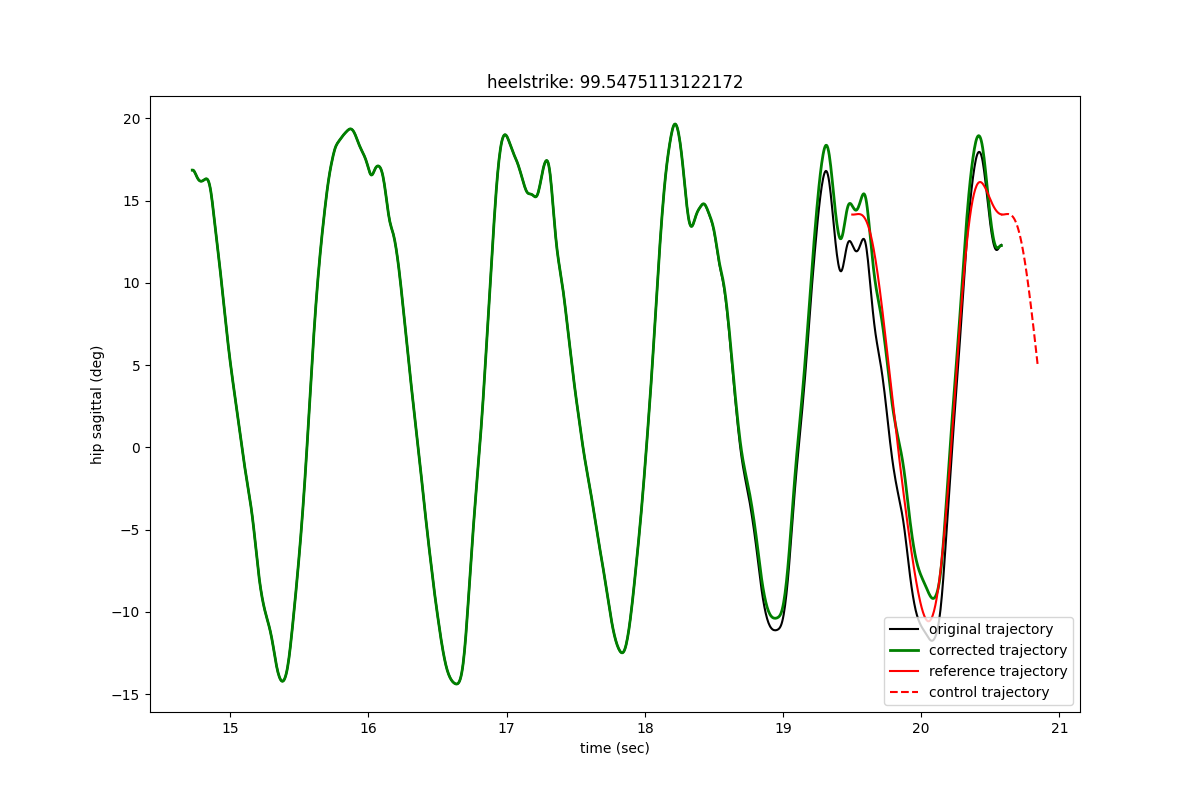 heelstrike: 99.5475113122172
20
15
10
5
0
−5
−10
−15
hip sagittal (deg)
15
16
17
18
19
20
21
time (sec)
original trajectory
corrected trajectory
reference trajectory
control trajectory